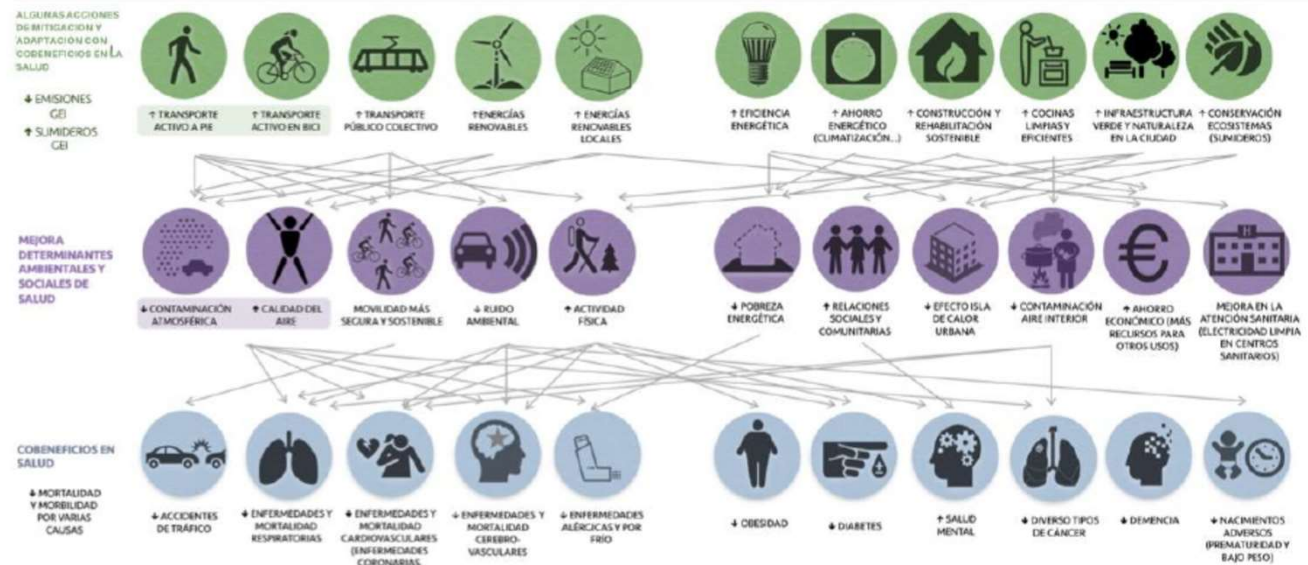 ALGUNAS ACCIONES
DE MITIGACIÓN Y
ADAPTACIÓN CON
COBENEFICIOS EN LA
SALUD
↓ EMISIONES
GEI
↑ SUMIDEROS
GEI
↑ TRANSPORTE
ACTIVO A PIE
↑ TRANSPORTE
ACTIVO EN BICI
↑ TRANSPORTE
PÚBLICO COLECTIVO
↑ENERGÍAS
RENOVABLES
↑ ENERGÍAS
RENOVABLES
LOCALES
↑ EFICIENCIA
ENERGÉTICA
↑ AHORRO
ENERGÉTICO
(CLIMATIZACIÓN...)
↑ CONSTRUCCIÓN Y
REHABILITACIÓN
SOSTENIBLE
↑ COCINAS
LIMPIAS Y
EFICIENTES
↑ INFRAESTRUCTURA
VERDE Y NATURALEZA
EN LA CIUDAD
↑ CONSERVACIÓN
ECOSISTEMAS
(SUMIDEROS)
MEJORA
DETERMINANTES
AMBIENTALES Y
SOCIALES DE
SALUD
↓ CONTAMINACIÓN
ATMOSFÉRICA
↑ CALIDAD DEL
AIRE
MOVILIDAD MÁS
SEGURA Y SOSTENIBLE
↓ RUIDO
AMBIENTAL
↑ ACTIVIDAD
FÍSICA
↓ POBREZA
ENERGÉTICA
↑ RELACIONES
SOCIALES Y
COMUNITARIAS
↓ EFECTO ISLA
DE CALOR
URBANA
↓ CONTAMINACIÓN
AIRE INTERIOR
↑ AHORRO
ECONÓMICO (MÁS
RECURSOS PARA
OTROS USOS)
H
MEJORA EN LA
ATENCIÓN SANITARIA
(ELECTRICIDAD LIMPIA
EN CENTROS
SANITARIOS)
COBENEFICIOS EN
SALUD
↓ MORTALIDAD
Y MORBILIDAD
POR VARIAS
CAUSAS
↓ ACCIDENTES
DE TRÁFICO
↓ ENFERMEDADES Y
MORTALIDAD
RESPIRATORIAS
↓ ENFERMEDADES Y
MORTALIDAD
CARDIOVASCULARES
(ENFERMEDADES
CORONARIAS,
↓ ENFERMEDADES Y
MORTALIDAD
CEREBRO-
VASCULARES
↓ ENFERMEDADES
ALÉRGICAS Y POR
FRÍO
↓ OBESIDAD
↓ DIABETES
↑ SALUD
MENTAL
↓ DIVERSO TIPOS
DE CÁNCER
↓ DEMENCIA
↓ NACIMIENTOS
ADVERSOS
(PREMATURIDAD Y
BAJO PESO)